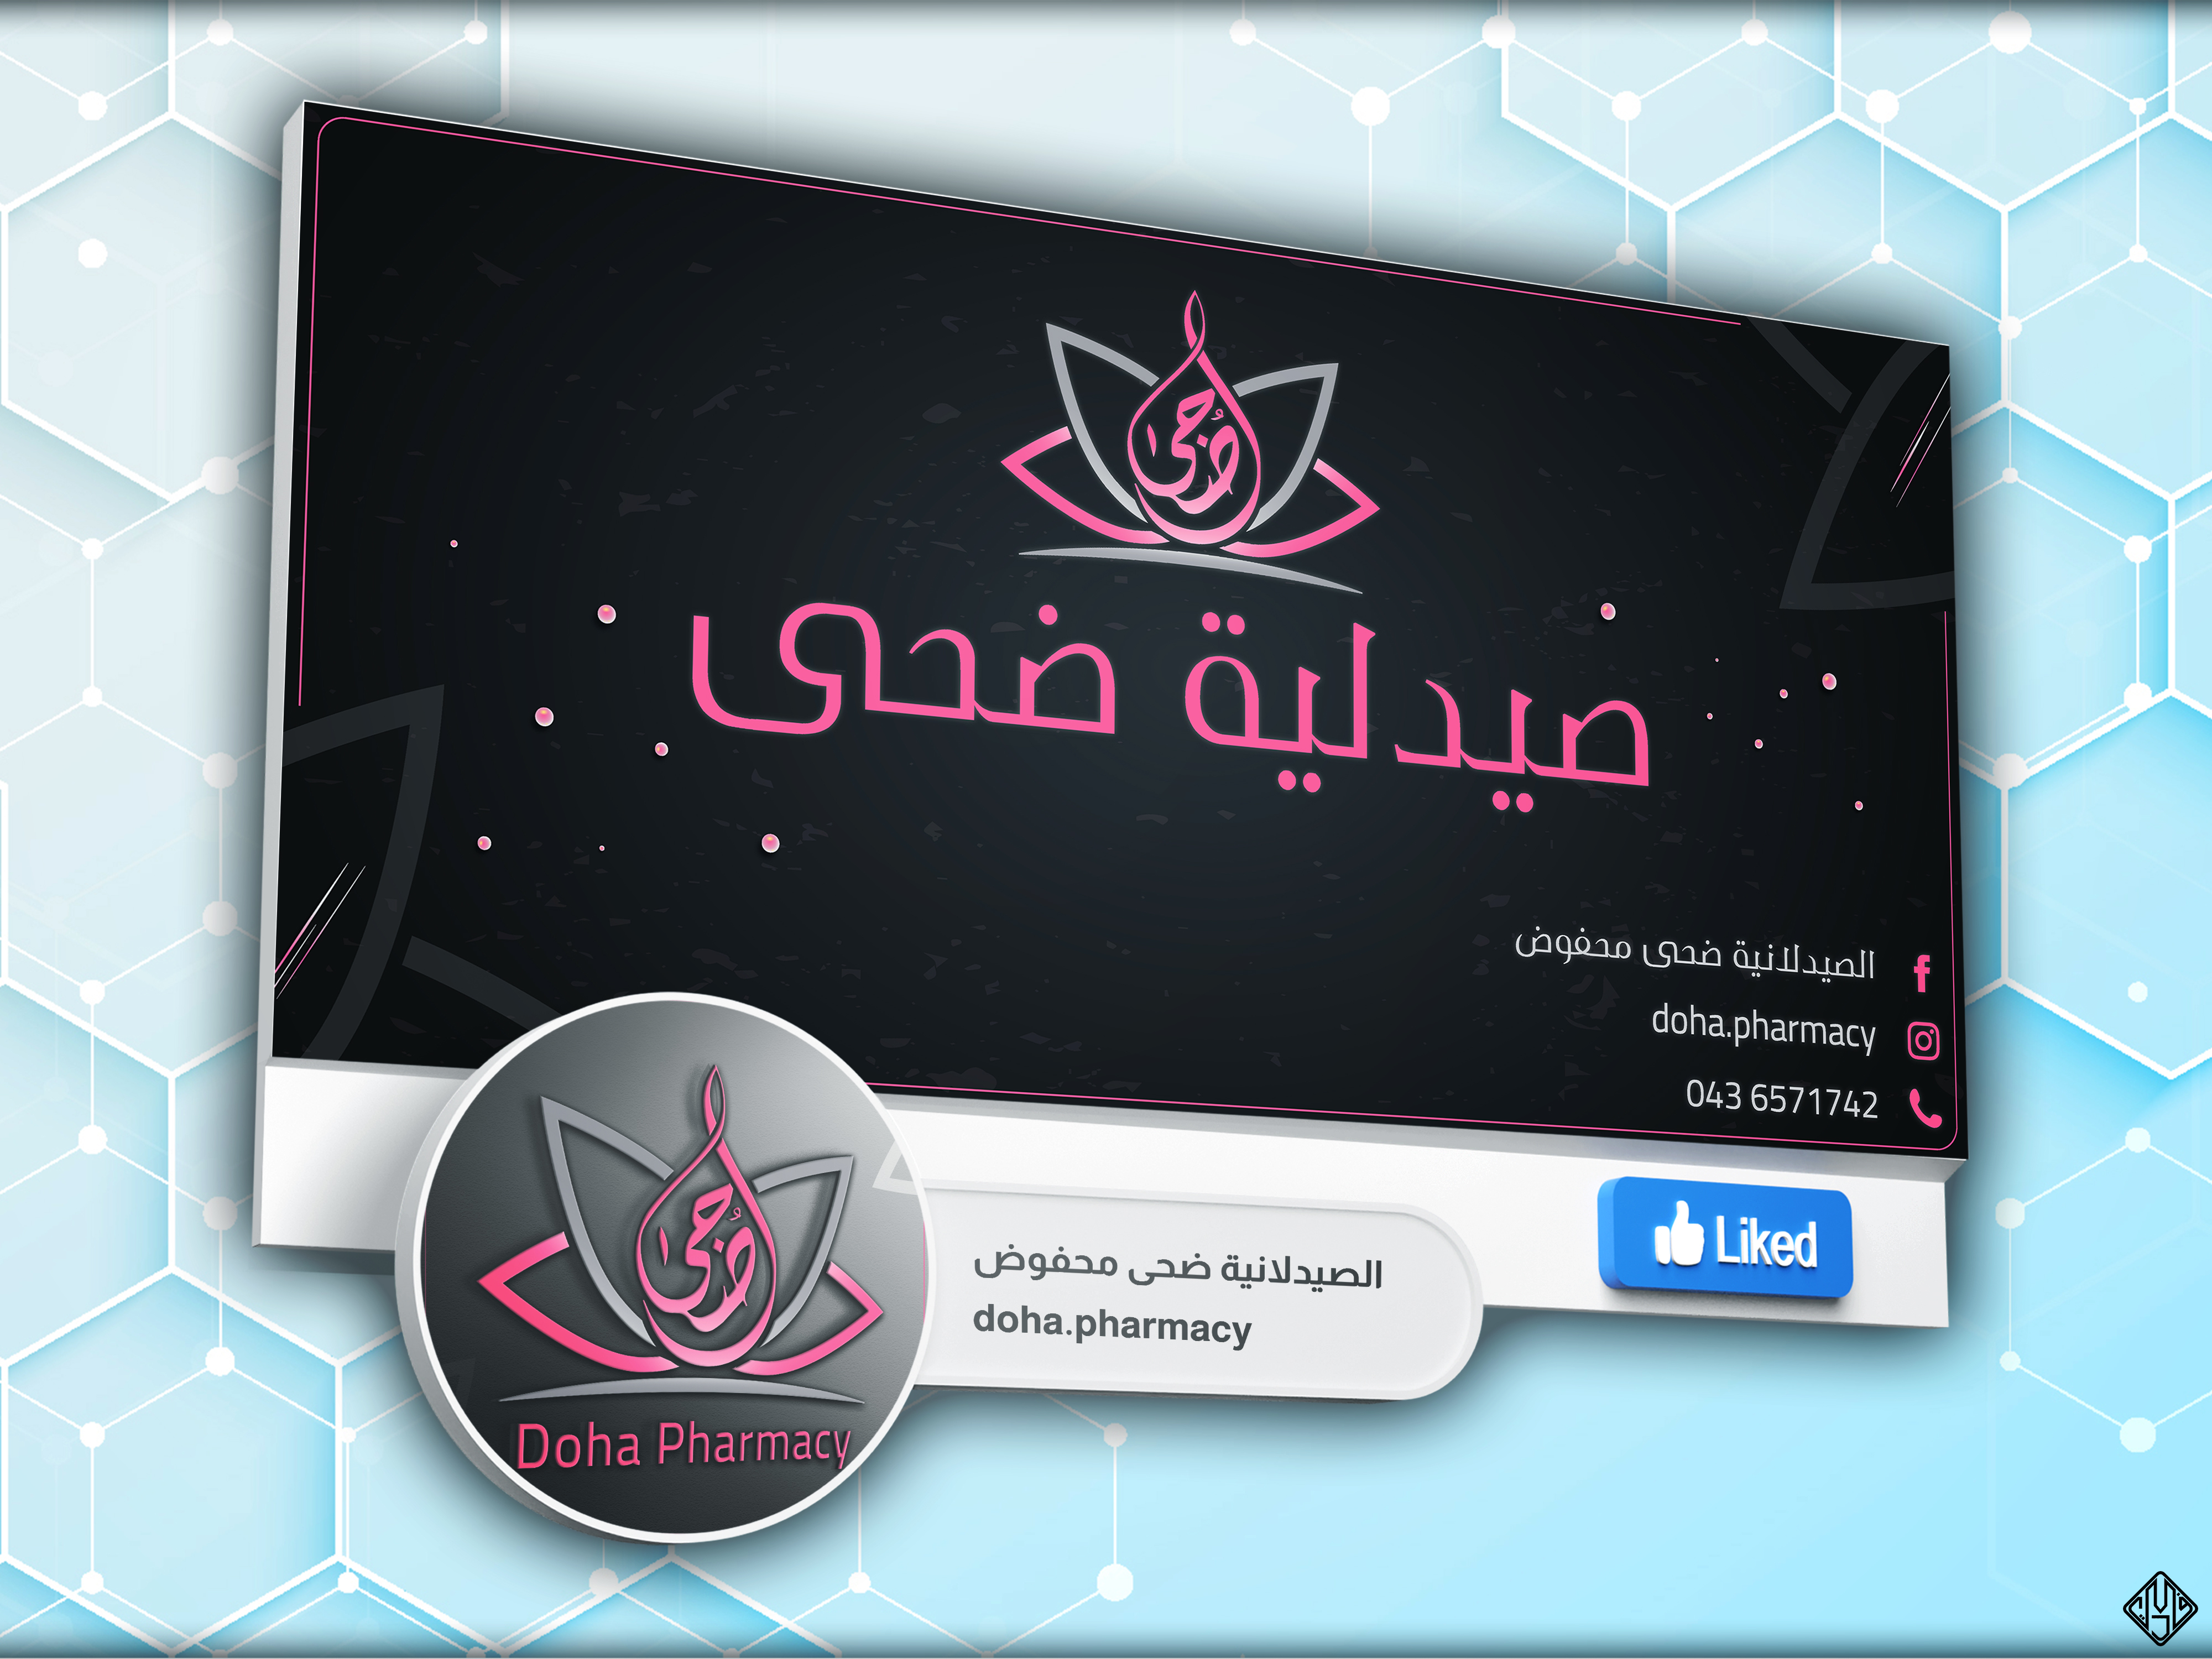 ضحى
صيدلية ضحى
الصيدلانية ضحى محفوض
doha.pharmacy
043 6571742
ضحى
Doha Pharmacy
الصيدلانية ضحى محفوض
doha.pharmacy
Liked